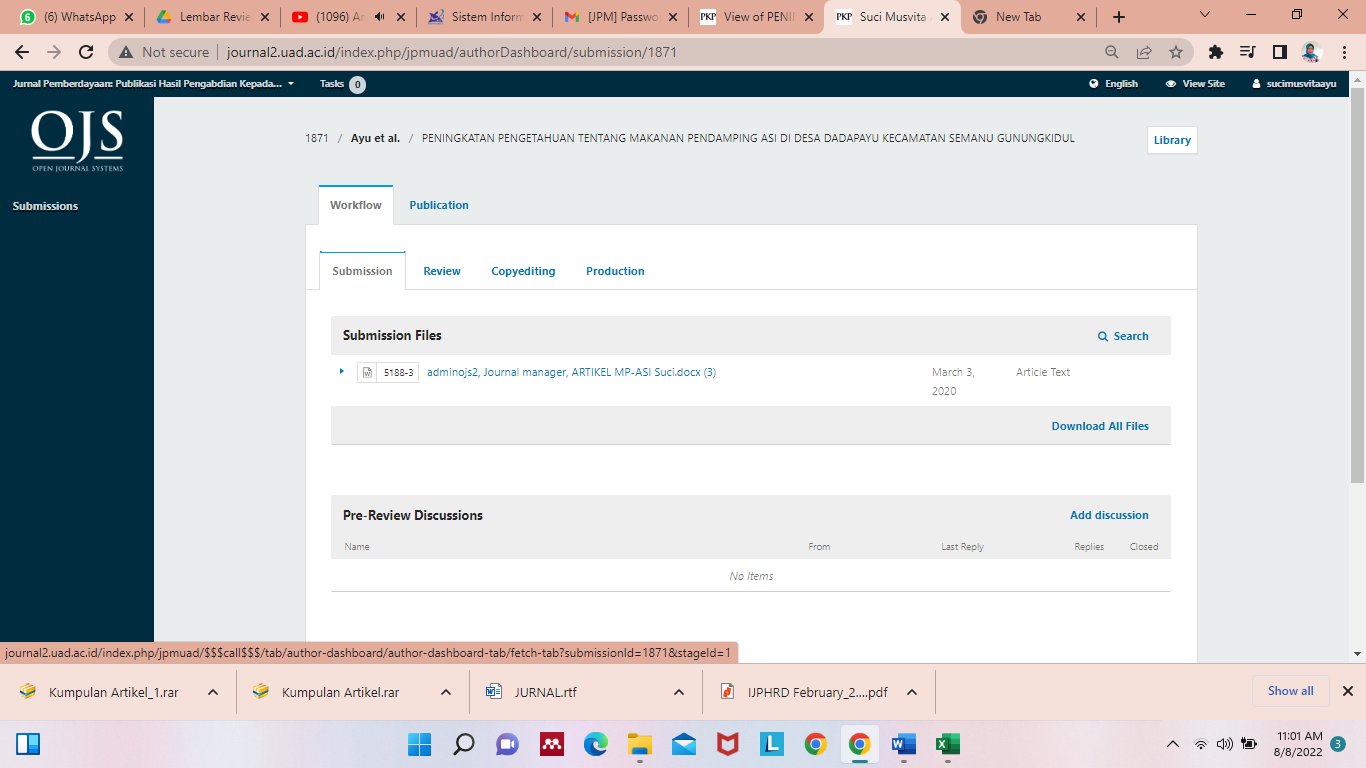 (6) WhatsApp
Lembar Revie
(1096) Ar
Sistem Inform
[JPM] Passwo
PKP View of PENIN
PKP Suci Musvita A
New Tab
Not secure journal2.uad.ac.id/index.php/jpmuad/authorDashboard/submission/1871
Jurnal Pemberdayaan: Publikasi Hasil Pengabdian Kepada... Tasks 0 English View Site sucimusvitaayu
OJS
OPEN JOURNAL SYSTEMS
Submissions
1871 / Ayu et al. / PENINGKATAN PENGETAHUAN TENTANG MAKANAN PENDAMPING ASI DI DESA DADAPAYU KECAMATAN SEMANU GUNUNGKIDUL
Library
Workflow Publication
Submission Review Copyediting Production
Submission Files Search
5188-3 adminojs2, Journal manager, ARTIKEL MP-ASI Suci.docx (3) March 3, 2020 Article Text
Download All Files
Pre-Review Discussions Add discussion
Name From Last Reply Replies Closed
No Items
journal2.uad.ac.id/index.php/jpmuad/$$$call$$$/tab/author-dashboard/author-dashboard-tab/fetch-tab?submissionId=1871&stageId=1
Kumpulan Artikel_1.rar Kumpulan Artikel.rar JURNAL.rtf IJPHRD February_2....pdf Show all
11:01 AM
8/8/2022 3